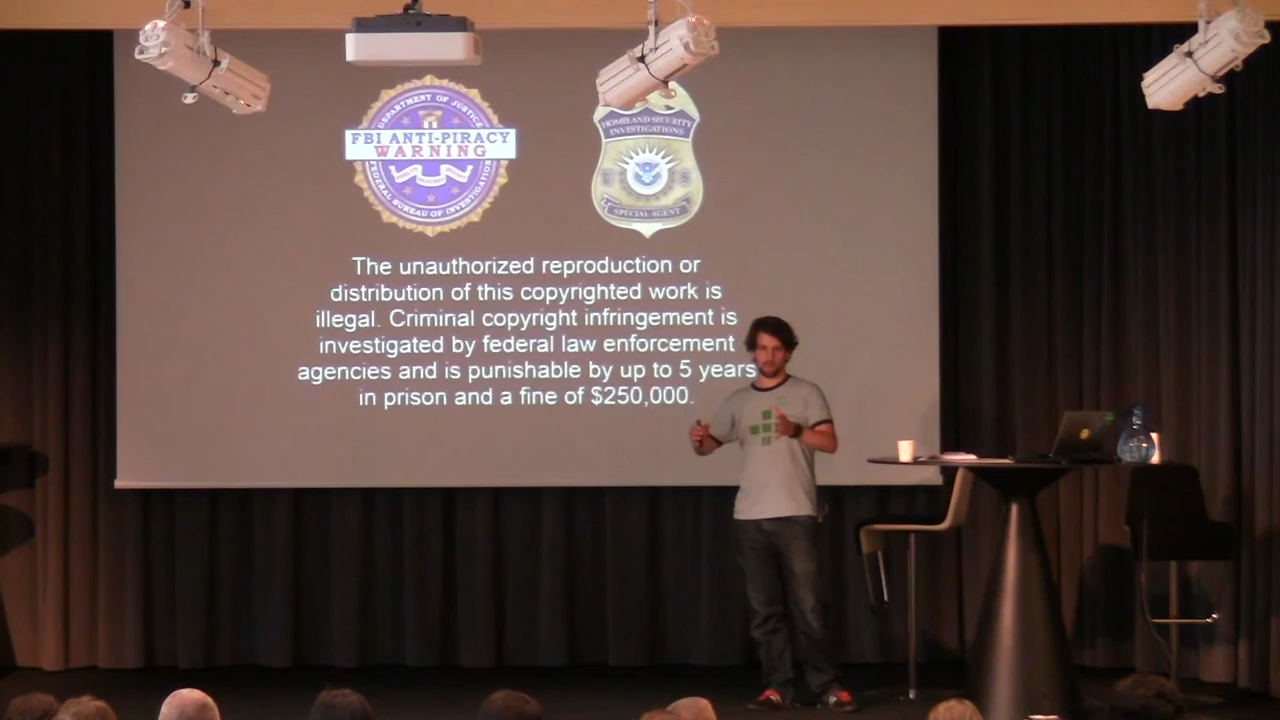 DEPARTMENT OF JUSTICE
FBI ANTI-PIRACY
WARNING
FEDERAL BUREAU OF INVESTIGATION
HOMELAND SECURITY
INVESTIGATIONS
U S
SPECIAL AGENT
The unauthorized reproduction or
distribution of this copyrighted work is
illegal. Criminal copyright infringement is
investigated by federal law enforcement
agencies and is punishable by up to 5 years
in prison and a fine of $250,000.